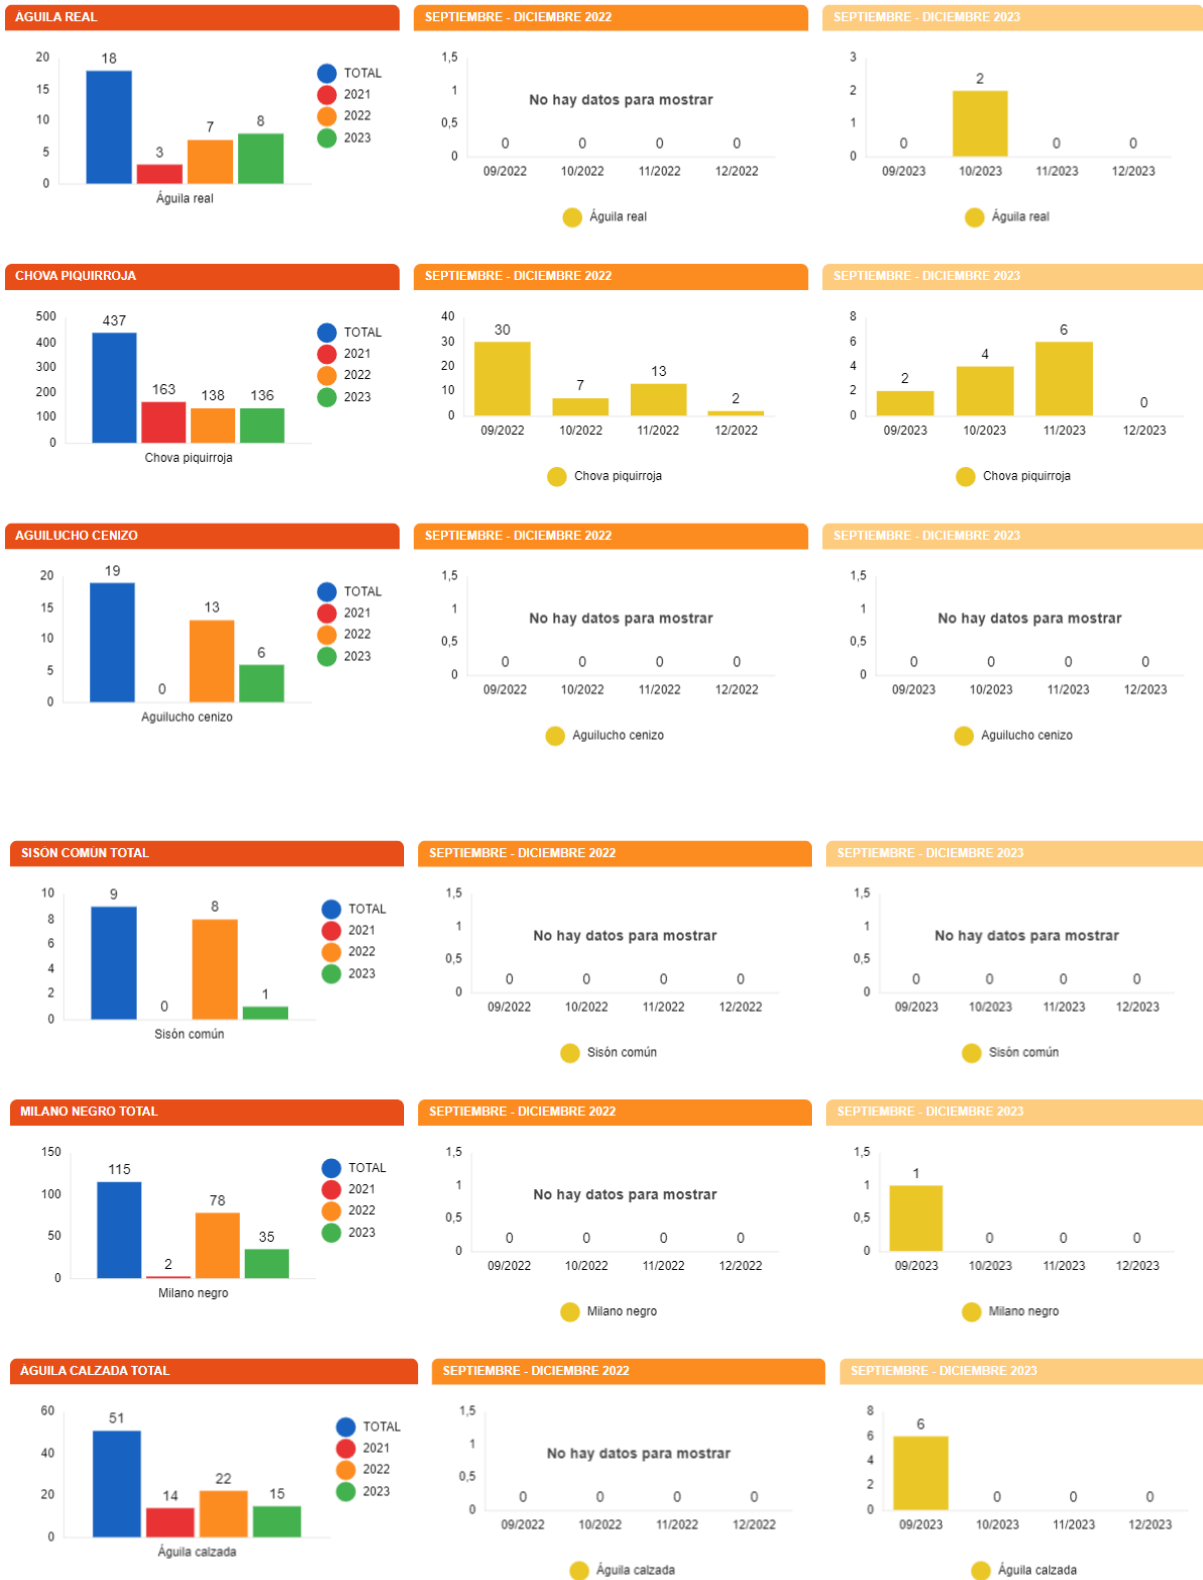 ÁGUILA REAL
20
15
10
5
0
18
3
7
8
Águila real
TOTAL
2021
2022
2023
SEPTIEMBRE - DICIEMBRE 2022
1,5
1
0,5
0
No hay datos para mostrar
0 0 0 0
09/2022 10/2022 11/2022 12/2022
Águila real
SEPTIEMBRE - DICIEMBRE 2023
3
2
1
0
0 2 0 0
09/2023 10/2023 11/2023 12/2023
Águila real
CHOVA PIQUIRROJA
500
400
300
200
100
0
437
163
138
136
Chova piquirroja
TOTAL
2021
2022
2023
SEPTIEMBRE - DICIEMBRE 2022
40
30
20
10
0
30 7 13 2
09/2022 10/2022 11/2022 12/2022
Chova piquirroja
SEPTIEMBRE - DICIEMBRE 2023
8
6
4
2
0
2 4 6 0
09/2023 10/2023 11/2023 12/2023
Chova piquirroja
AGUILUCHO CENIZO
20
15
10
5
0
19
0
13
6
Aguilucho cenizo
TOTAL
2021
2022
2023
SEPTIEMBRE - DICIEMBRE 2022
1,5
1
0,5
0
No hay datos para mostrar
0 0 0 0
09/2022 10/2022 11/2022 12/2022
Aguilucho cenizo
SEPTIEMBRE - DICIEMBRE 2023
1,5
1
0,5
0
No hay datos para mostrar
0 0 0 0
09/2023 10/2023 11/2023 12/2023
Aguilucho cenizo
SISÓN COMÚN TOTAL
10
8
6
4
2
0
9
0
8
1
Sisón común
TOTAL
2021
2022
2023
SEPTIEMBRE - DICIEMBRE 2022
1,5
1
0,5
0
No hay datos para mostrar
0 0 0 0
09/2022 10/2022 11/2022 12/2022
Sisón común
SEPTIEMBRE - DICIEMBRE 2023
1,5
1
0,5
0
No hay datos para mostrar
0 0 0 0
09/2023 10/2023 11/2023 12/2023
Sisón común
MILANO NEGRO TOTAL
150
100
50
0
115
2
78
35
Milano negro
TOTAL
2021
2022
2023
SEPTIEMBRE - DICIEMBRE 2022
1,5
1
0,5
0
No hay datos para mostrar
0 0 0 0
09/2022 10/2022 11/2022 12/2022
Milano negro
SEPTIEMBRE - DICIEMBRE 2023
1,5
1
0,5
0
1 0 0 0
09/2023 10/2023 11/2023 12/2023
Milano negro
ÁGUILA CALZADA TOTAL
60
40
20
0
51
14
22
15
Águila calzada
TOTAL
2021
2022
2023
SEPTIEMBRE - DICIEMBRE 2022
1,5
1
0,5
0
No hay datos para mostrar
0 0 0 0
09/2022 10/2022 11/2022 12/2022
Águila calzada
SEPTIEMBRE - DICIEMBRE 2023
8
6
4
2
0
6 0 0 0
09/2023 10/2023 11/2023 12/2023
Águila calzada